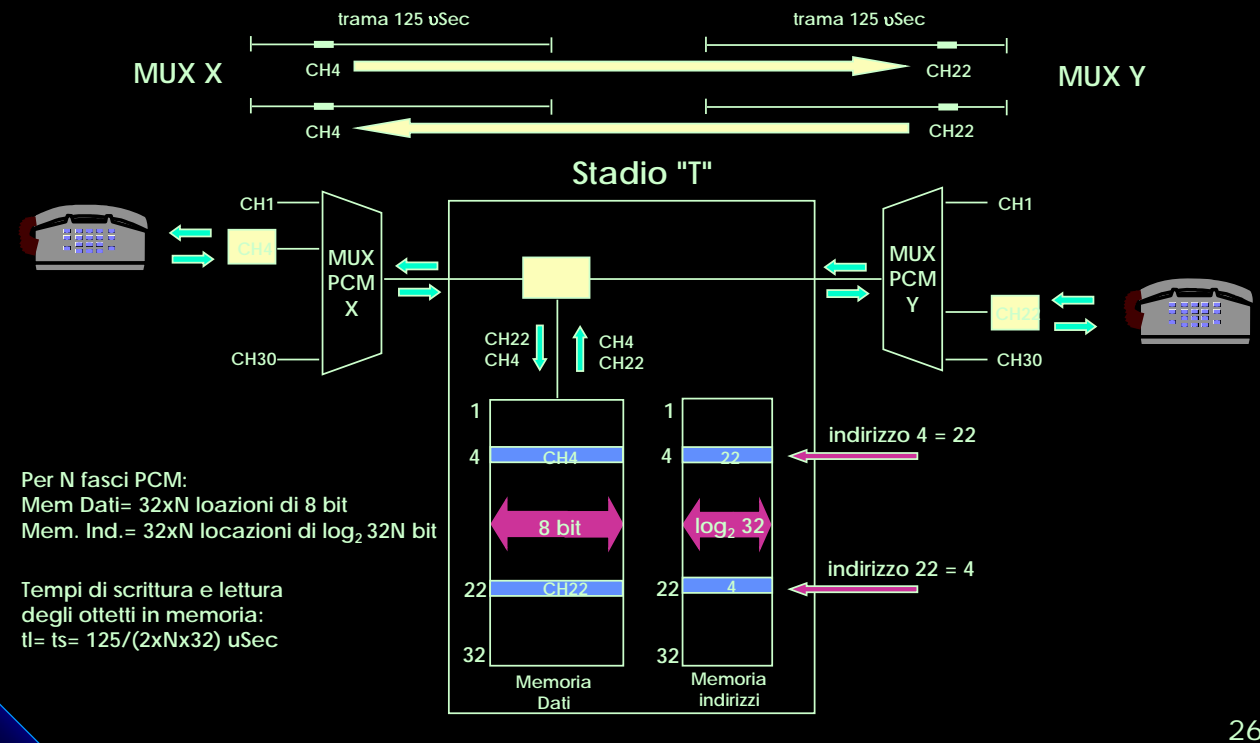 trama 125 υSec
trama 125 υSec
MUX X
CH4
CH22
MUX Y
CH4
CH22
Stadio "T"
CH1
CH4
CH30
MUX
PCM
X
MUX
PCM
Y
CH1
CH22
CH30
CH22
CH4
CH4
CH22
1
4
CH4
8 bit
22
CH22
32
Memoria
Dati
1
4
22
log₂ 32
22
4
32
Memoria
indirizzi
indirizzo 4 = 22
indirizzo 22 = 4
Per N fasci PCM:
Mem Dati= 32xN loazioni di 8 bit
Mem. Ind.= 32xN locazioni di log₂ 32N bit
Tempi di scrittura e lettura
degli ottetti in memoria:
tl= ts= 125/(2xNx32) uSec
26